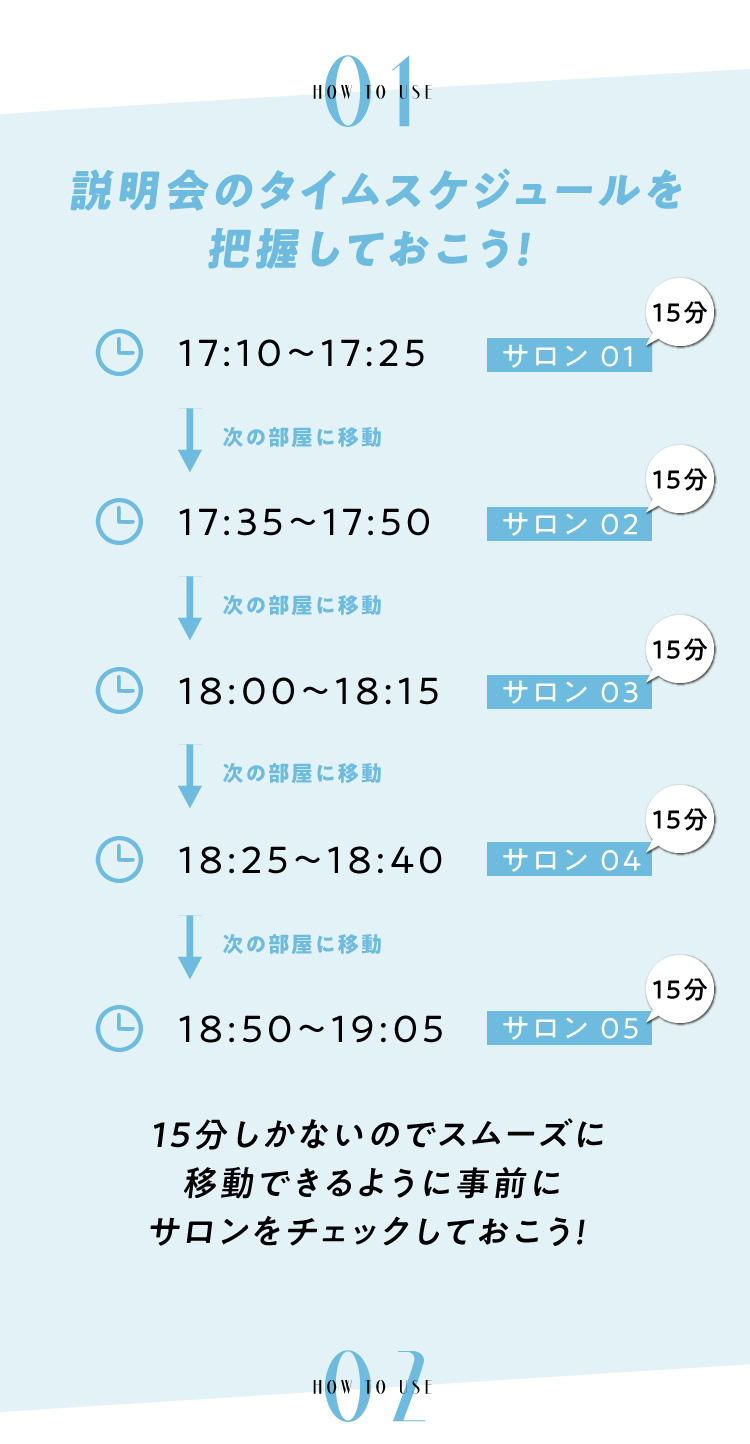 01
HOW TO USE
説明会のタイムスケジュールを
把握しておこう!
15分
17:10〜17:25 サロン 01
次の部屋に移動
15分
17:35〜17:50 サロン 02
次の部屋に移動
15分
18:00〜18:15 サロン 03
次の部屋に移動
15分
18:25〜18:40 サロン 04
次の部屋に移動
15分
18:50〜19:05 サロン 05
15分しかないのでスムーズに
移動できるように事前に
サロンをチェックしておこう!
02
HOW TO USE